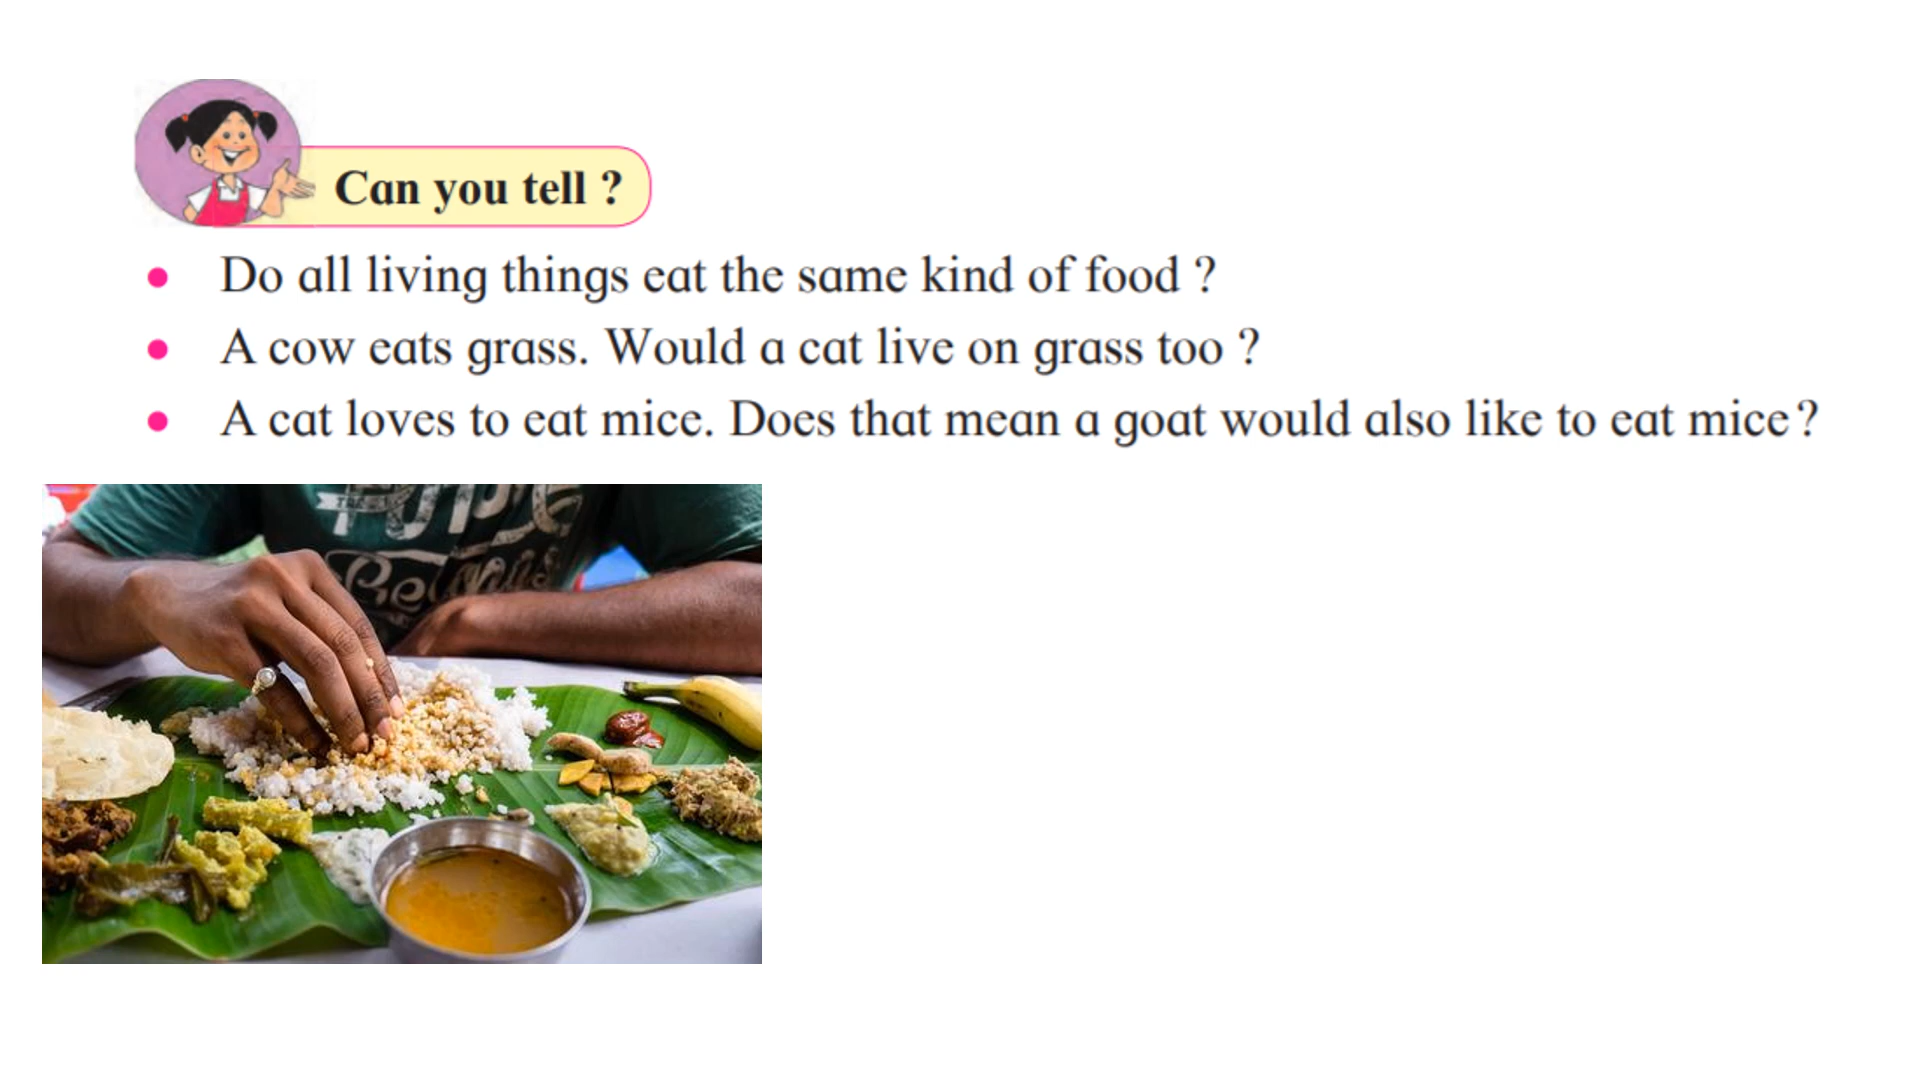 Can you tell ?
Do all living things eat the same kind of food ?
A cow eats grass. Would a cat live on grass too ?
A cat loves to eat mice. Does that mean a goat would also like to eat mice ?